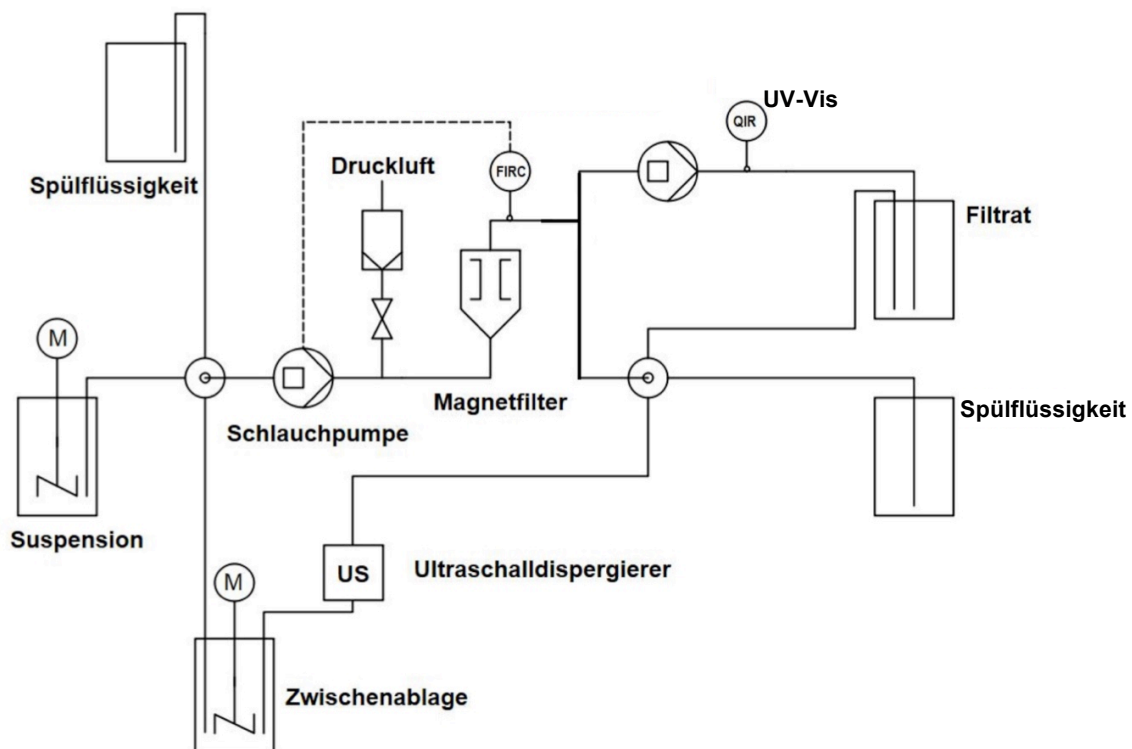 UV-Vis
QIR
Druckluft
FIRC
Spülflüssigkeit
Filtrat
M
Magnetfilter
Spülflüssigkeit
Schlauchpumpe
Suspension
M
US
Ultraschalldispergierer
Zwischenablage